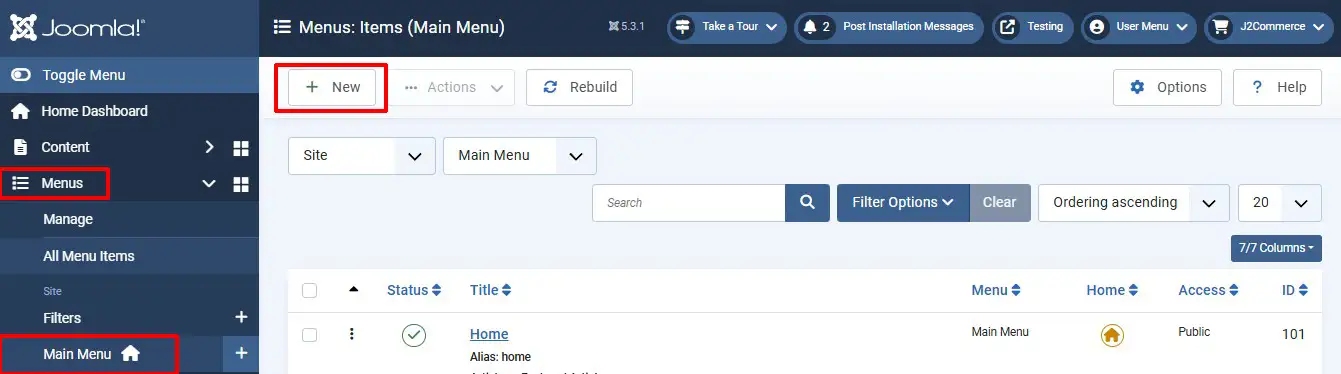 Joomla!
Menus: Items (Main Menu)
5.3.1
Take a Tour
2 Post Installation Messages
Testing
User Menu
J2Commerce
Toggle Menu
Home Dashboard
Content
Menus
Manage
All Menu Items
Site
Filters
Main Menu
New
Actions
Rebuild
Options
? Help
Site
Main Menu
Search
Filter Options
Clear
Ordering ascending
20
7/7 Columns
Status Title Menu Home Access ID
Home Main Menu Public 101
Alias: home